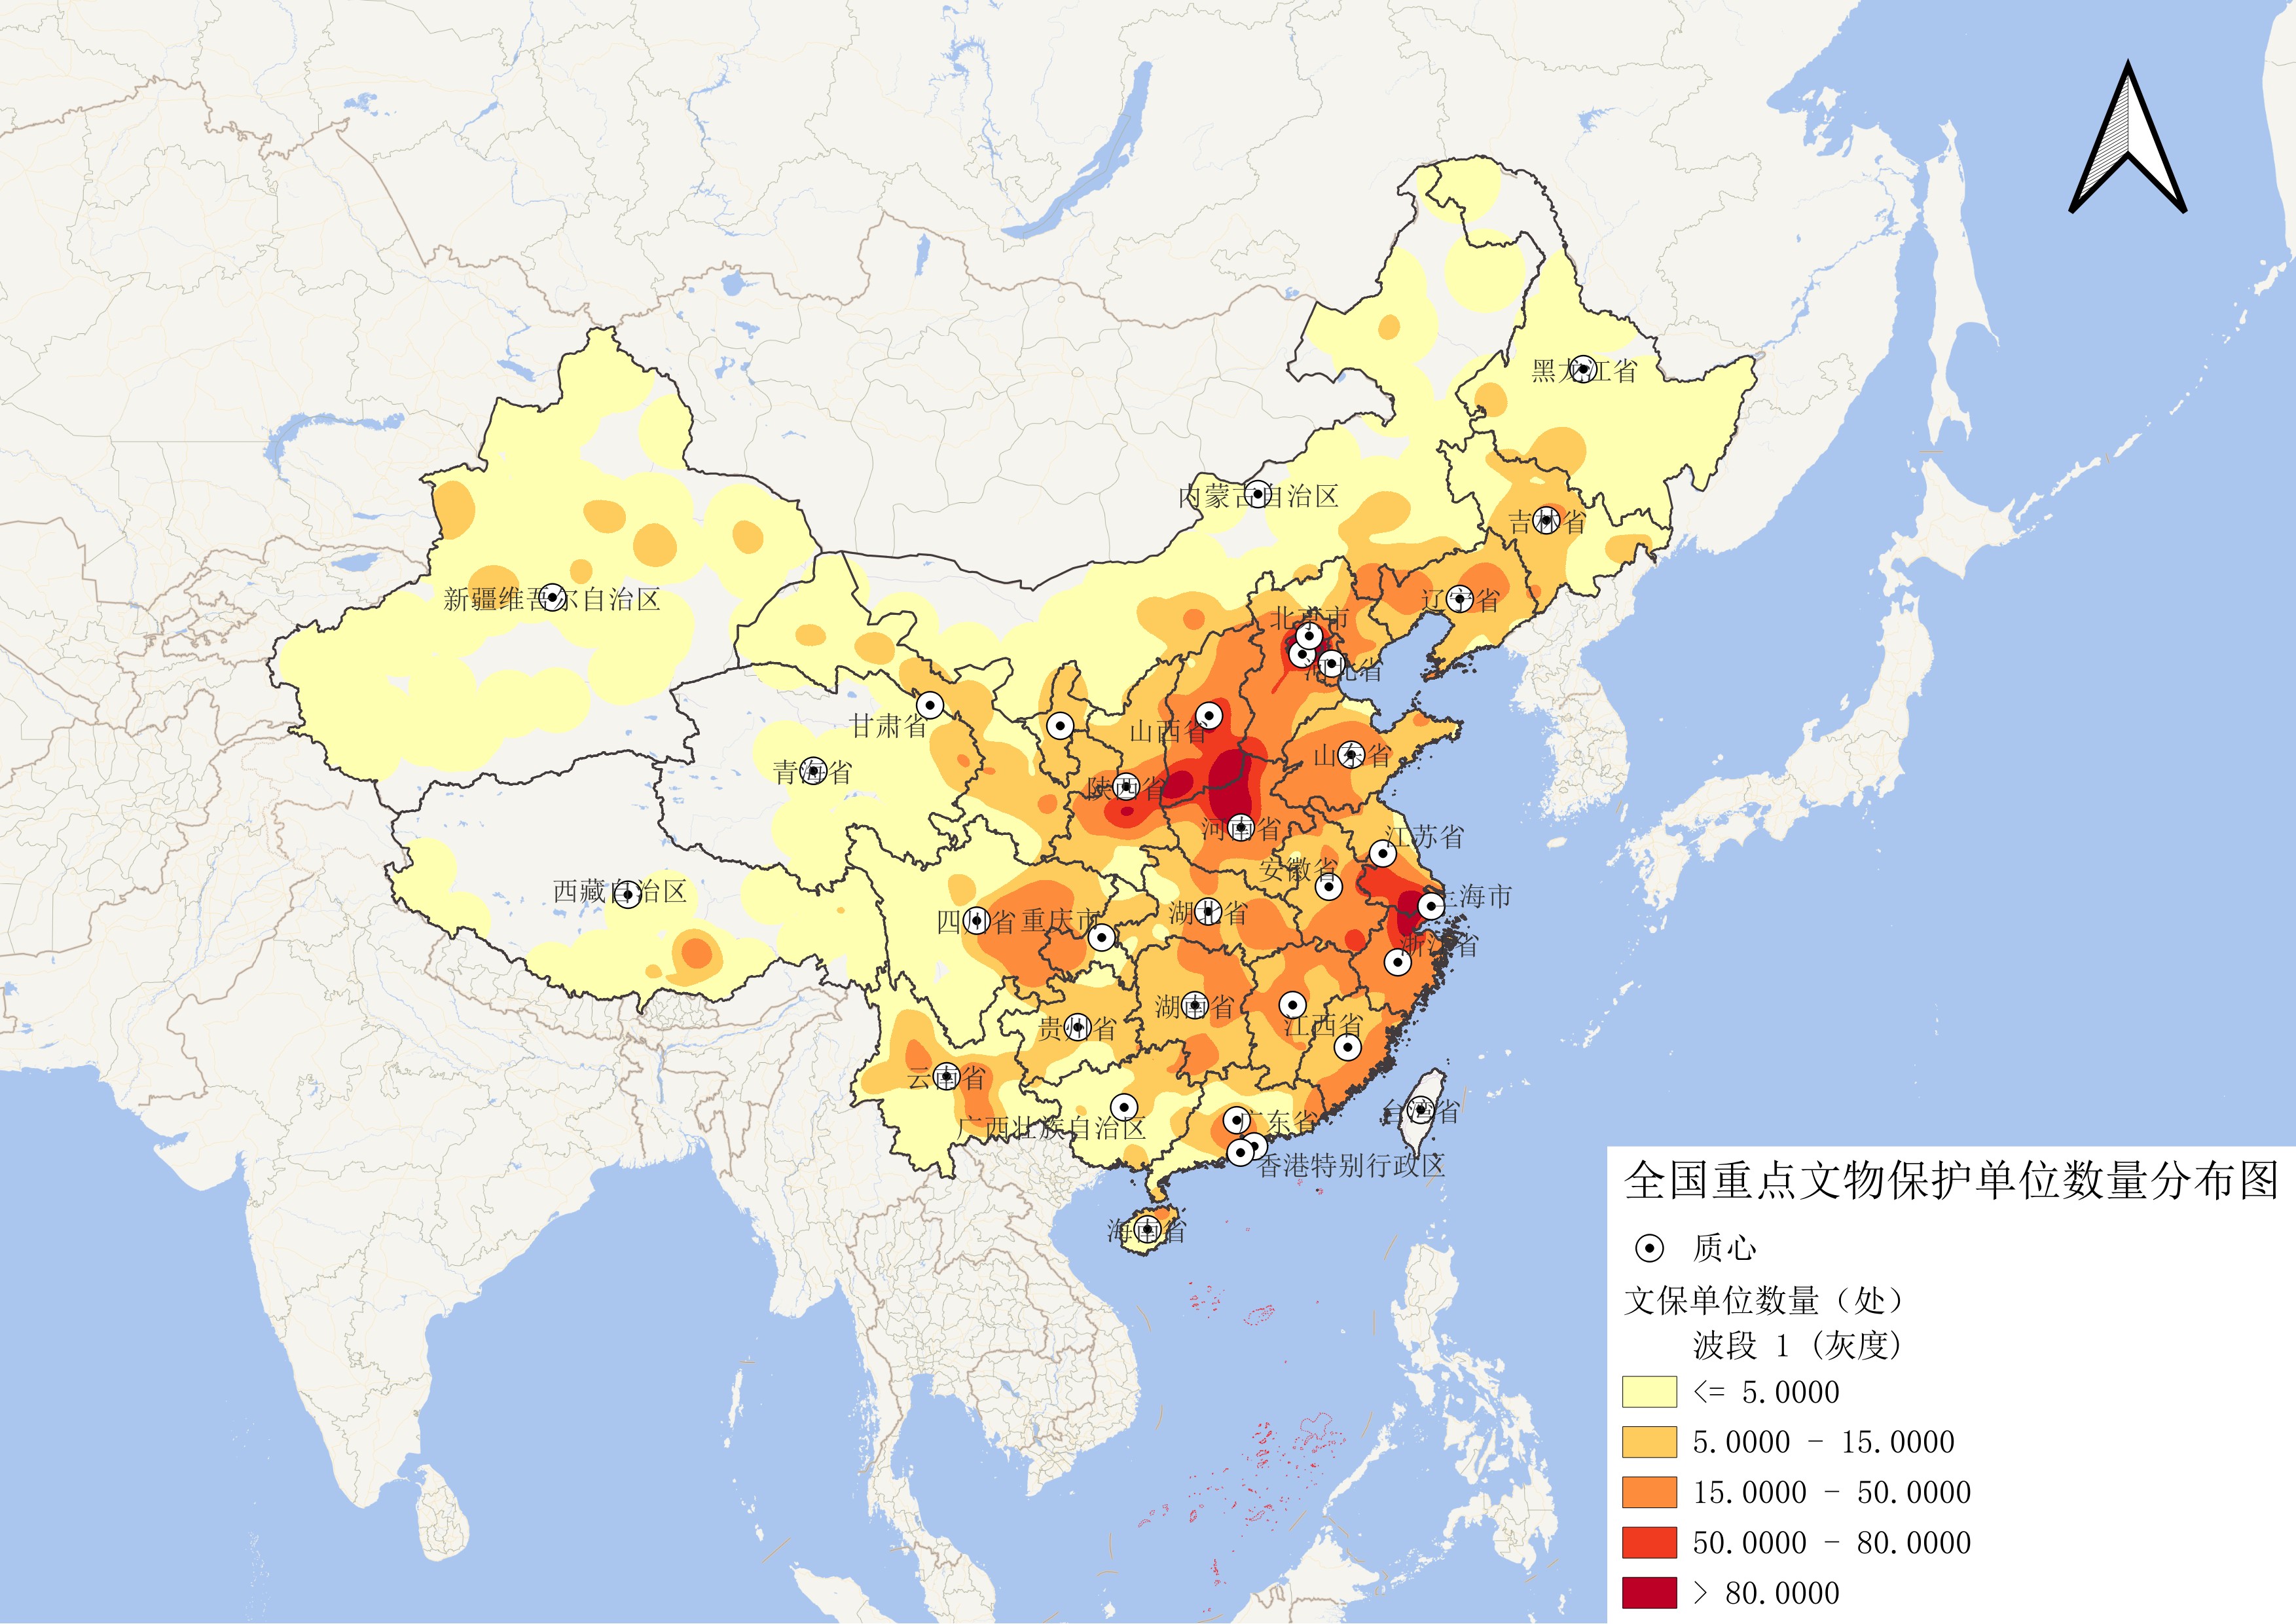 黑龙江省
内蒙古自治区
吉林省
新疆维吾尔自治区
辽宁省
北京市
河北省
甘肃省
山西省
山东省
青海省
陕西省
河南省
江苏省
安徽省
西藏自治区
上海市
四川省
重庆市
湖北省
浙江省
湖南省
贵州省
江西省
云南省
台湾省
广西壮族自治区
广东省
香港特别行政区
海南省
全国重点文物保护单位数量分布图
质心
文保单位数量（处）
波段 1 (灰度)
<= 5.0000
5.0000 - 15.0000
15.0000 - 50.0000
50.0000 - 80.0000
> 80.0000